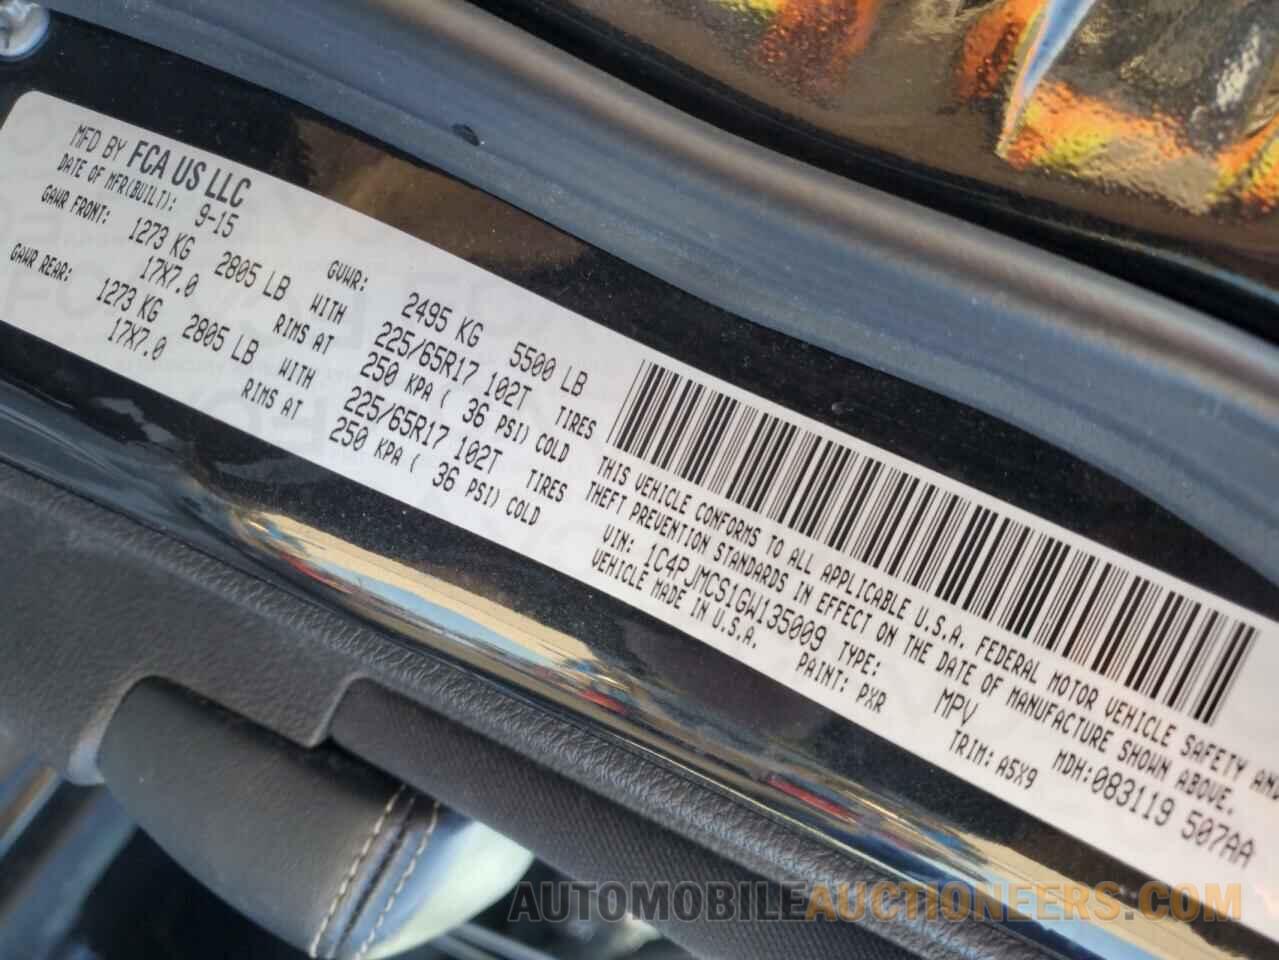 MFD BY FCA US LLC
DATE OF MFR(BUILT): 9-15 GVWR: 2495 KG 5500 LB
GAWR FRONT: 1273 KG 2805 LB WITH 225/65R17 102T TIRES
17X7.0 RIMS AT 250 KPA ( 36 PSI) COLD
GAWR REAR: 1273 KG 2805 LB WITH 225/65R17 102T TIRES
17X7.0 RIMS AT 250 KPA ( 36 PSI) COLD
THIS VEHICLE CONFORMS TO ALL APPLICABLE U.S.A. FEDERAL MOTOR VEHICLE SAFETY AND
THEFT PREVENTION STANDARDS IN EFFECT ON THE DATE OF MANUFACTURE SHOWN ABOVE.
VIN: 1C4PJMCS1GW135009 TYPE: MPV MDH:083119 507AA
VEHICLE MADE IN U.S.A. PAINT: PXR TRIM: A5X9
AUTOMOBILEAUCTIONEERS.COM